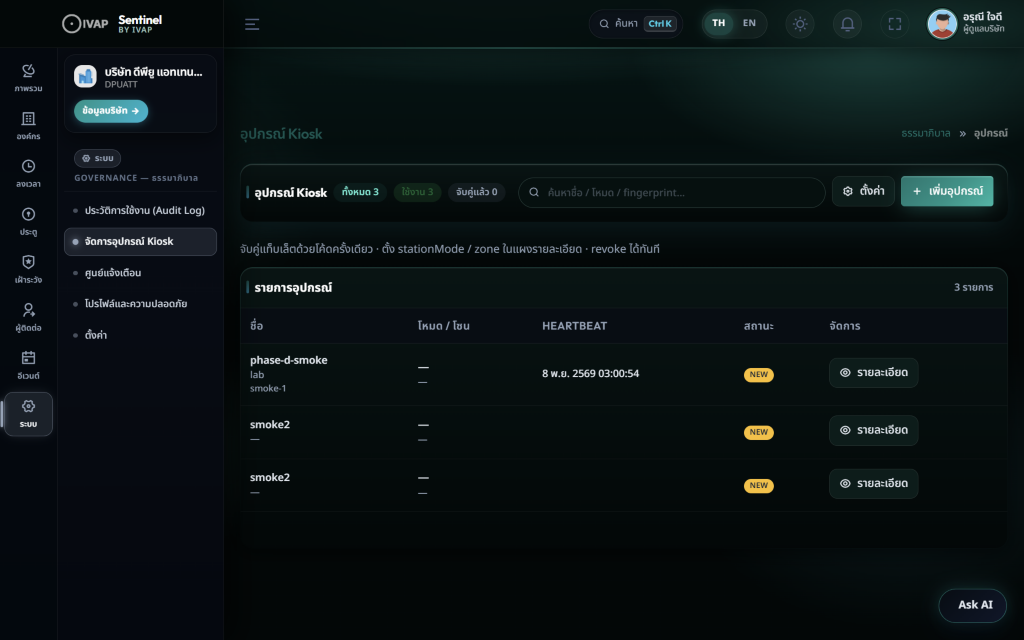 IVAP
Sentinel
BY IVAP
ค้นหา
Ctrl K
TH
EN
อรุณี ใจดี
ผู้ดูแลบริษัท
ภาพรวม
องค์กร
ลงเวลา
ประตู
เฝ้าระวัง
ผู้ติดต่อ
อีเวนต์
ระบบ
บริษัท ดีพียู แอทเทน...
DPUATT
ข้อมูลบริษัท →
ระบบ
GOVERNANCE — ธรรมาภิบาล
ประวัติการใช้งาน (Audit Log)
จัดการอุปกรณ์ Kiosk
ศูนย์แจ้งเตือน
โปรไฟล์และความปลอดภัย
ตั้งค่า
อุปกรณ์ Kiosk
ธรรมาภิบาล » อุปกรณ์
อุปกรณ์ Kiosk
ทั้งหมด 3
ใช้งาน 3
จับคู่แล้ว 0
ค้นหาชื่อ / โหมด / fingerprint...
ตั้งค่า
+ เพิ่มอุปกรณ์
จับคู่แท็บเล็ตด้วยโค้ดครั้งเดียว · ตั้ง stationMode / zone ในแผงรายละเอียด · revoke ได้ทันที
รายการอุปกรณ์
3 รายการ
ชื่อ โหมด / โซน HEARTBEAT สถานะ จัดการ
phase-d-smoke
lab
smoke-1
—
—
8 พ.ย. 2569 03:00:54
NEW
รายละเอียด
smoke2
—
—
—
NEW
รายละเอียด
smoke2
—
—
—
NEW
รายละเอียด
Ask AI